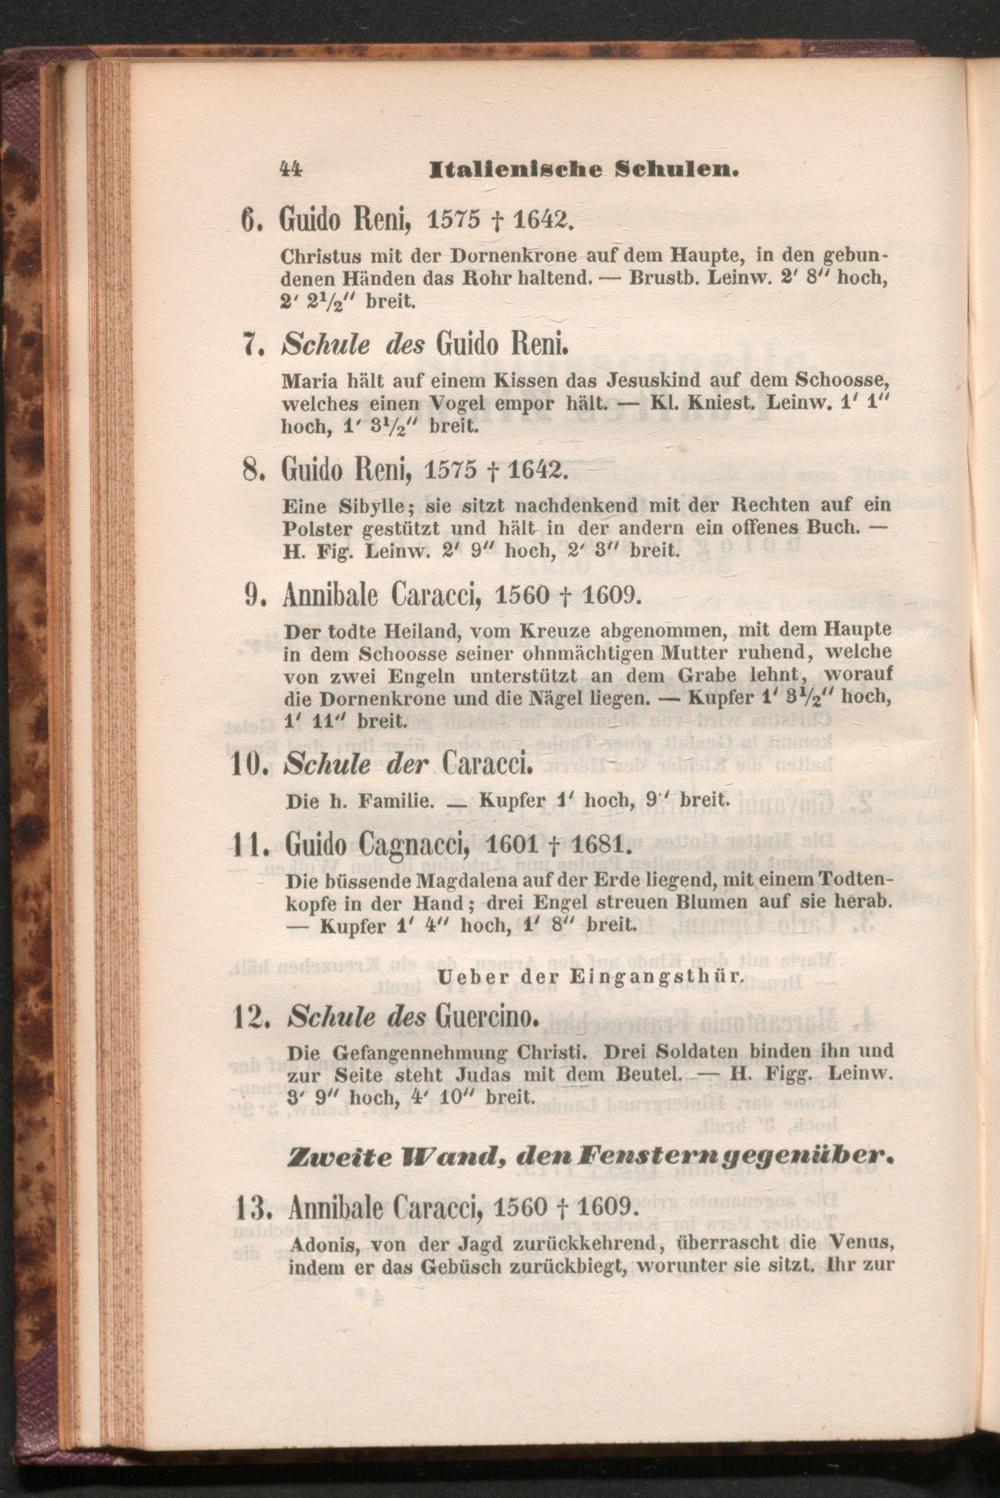 44 Italienische Schulen.
6. Guido Reni, 1575 † 1642.
Christus mit der Dornenkrone auf dem Haupte, in den gebun-
denen Händen das Rohr haltend. — Brustb. Leinw. 2′ 8″ hoch,
2′ 2½″ breit.
7. Schule des Guido Reni.
Maria hält auf einem Kissen das Jesuskind auf dem Schoosse,
welches einen Vogel empor hält. — Kl. Kniest. Leinw. 1′ 1″
hoch, 1′ 3½″ breit.
8. Guido Reni, 1575 † 1642.
Eine Sibylle; sie sitzt nachdenkend mit der Rechten auf ein
Polster gestützt und hält in der andern ein offenes Buch. —
H. Fig. Leinw. 2′ 9″ hoch, 2′ 3″ breit.
9. Annibale Caracci, 1560 † 1609.
Der todte Heiland, vom Kreuze abgenommen, mit dem Haupte
in dem Schoosse seiner ohnmächtigen Mutter ruhend, welche
von zwei Engeln unterstützt an dem Grabe lehnt, worauf
die Dornenkrone und die Nägel liegen. — Kupfer 1′ 3½″ hoch,
1′ 11″ breit.
10. Schule der Caracci.
Die h. Familie. — Kupfer 1′ hoch, 9″ breit.
11. Guido Cagnacci, 1601 † 1681.
Die büssende Magdalena auf der Erde liegend, mit einem Todten-
kopfe in der Hand; drei Engel streuen Blumen auf sie herab.
— Kupfer 1′ 4″ hoch, 1′ 8″ breit.
Ueber der Eingangsthür.
12. Schule des Guercino.
Die Gefangennehmung Christi. Drei Soldaten binden ihn und
zur Seite steht Judas mit dem Beutel. — H. Figg. Leinw.
3′ 9″ hoch, 4′ 10″ breit.
Zweite Wand, den Fenstern gegenüber.
13. Annibale Caracci, 1560 † 1609.
Adonis, von der Jagd zurückkehrend, überrascht die Venus,
indem er das Gebüsch zurückbiegt, worunter sie sitzt. Ihr zur